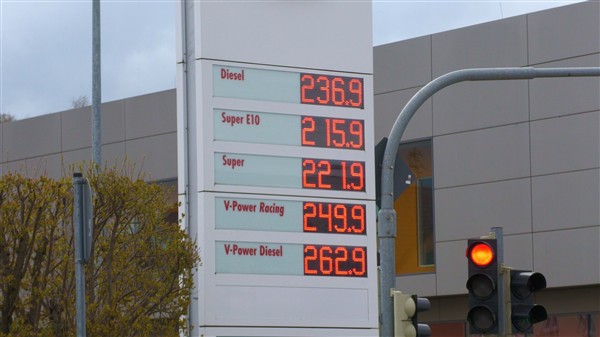 Diesel 236.9
Super E10 215.9
Super 221.9
V-Power Racing 249.9
V-Power Diesel 262.9